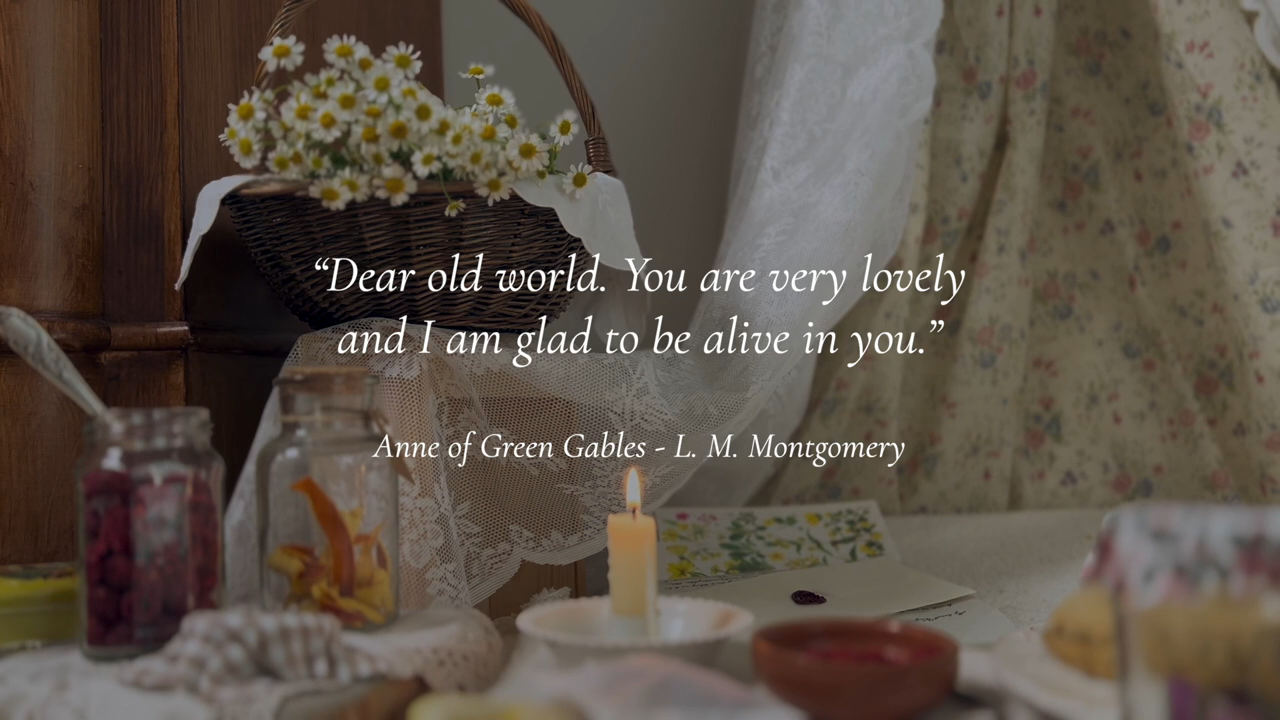 “Dear old world. You are very lovely
and I am glad to be alive in you.”
Anne of Green Gables - L. M. Montgomery